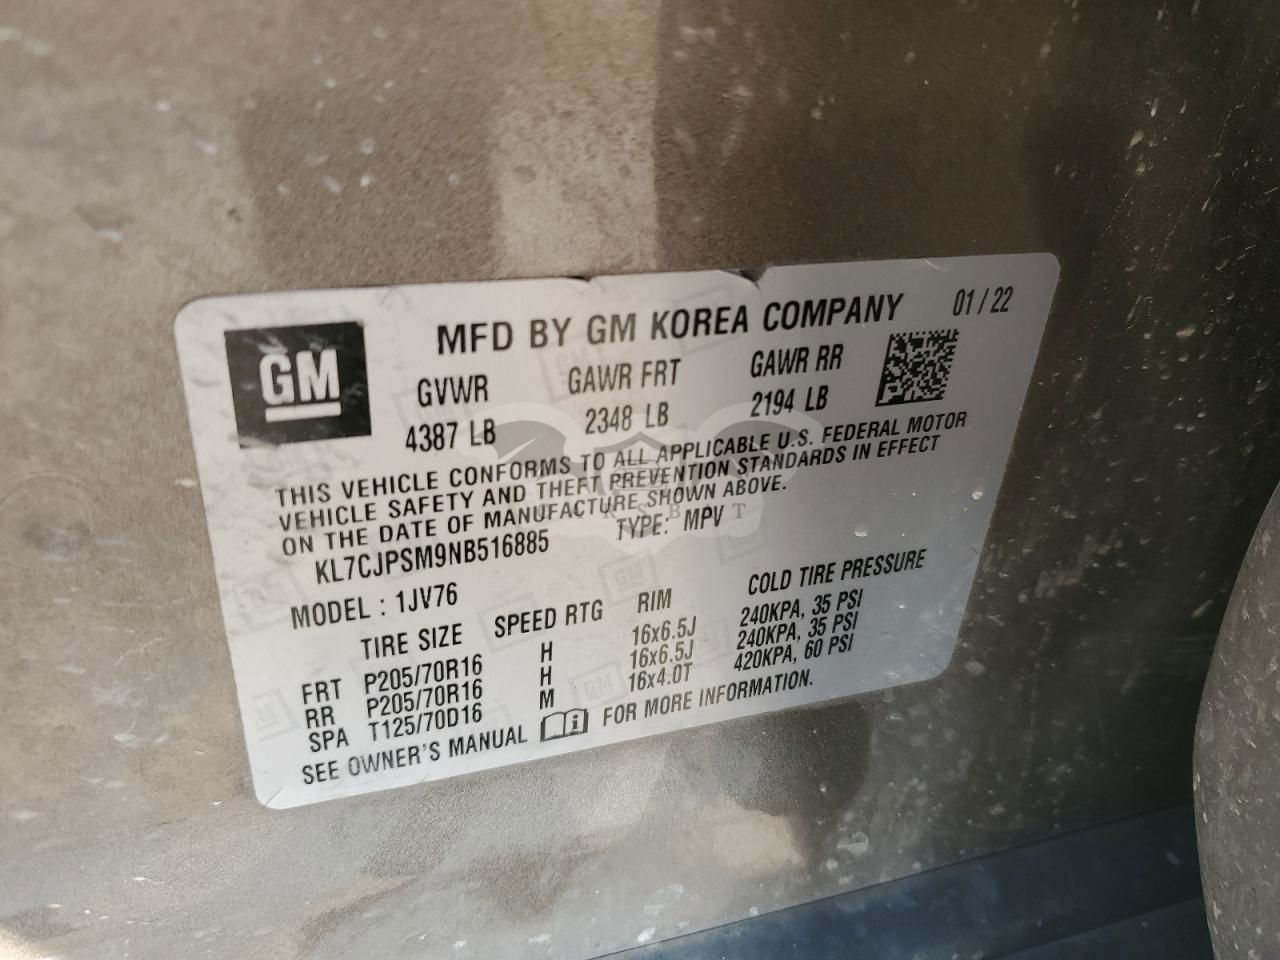 MFD BY GM KOREA COMPANY 01/22
GM
GVWR GAWR FRT GAWR RR
4387 LB 2348 LB 2194 LB
THIS VEHICLE CONFORMS TO ALL APPLICABLE U.S. FEDERAL MOTOR
VEHICLE SAFETY AND THEFT PREVENTION STANDARDS IN EFFECT
ON THE DATE OF MANUFACTURE SHOWN ABOVE.
KL7CJPSM9NB516885 TYPE: MPV
MODEL : 1JV76
TIRE SIZE SPEED RTG RIM COLD TIRE PRESSURE
FRT P205/70R16 H 16x6.5J 240KPA, 35 PSI
RR P205/70R16 H 16x6.5J 240KPA, 35 PSI
SPA T125/70D16 M 16x4.0T 420KPA, 60 PSI
SEE OWNER'S MANUAL FOR MORE INFORMATION.